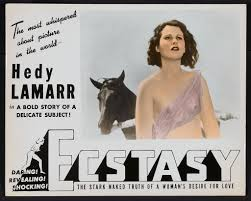 The most whispered
about picture
in the world—
Hedy
LAMARR
in A BOLD STORY OF A
DELICATE SUBJECT!
DARING!
REVEALING!
SHOCKING!
ECSTASY
THE STARK NAKED TRUTH OF A WOMAN'S DESIRE FOR LOVE